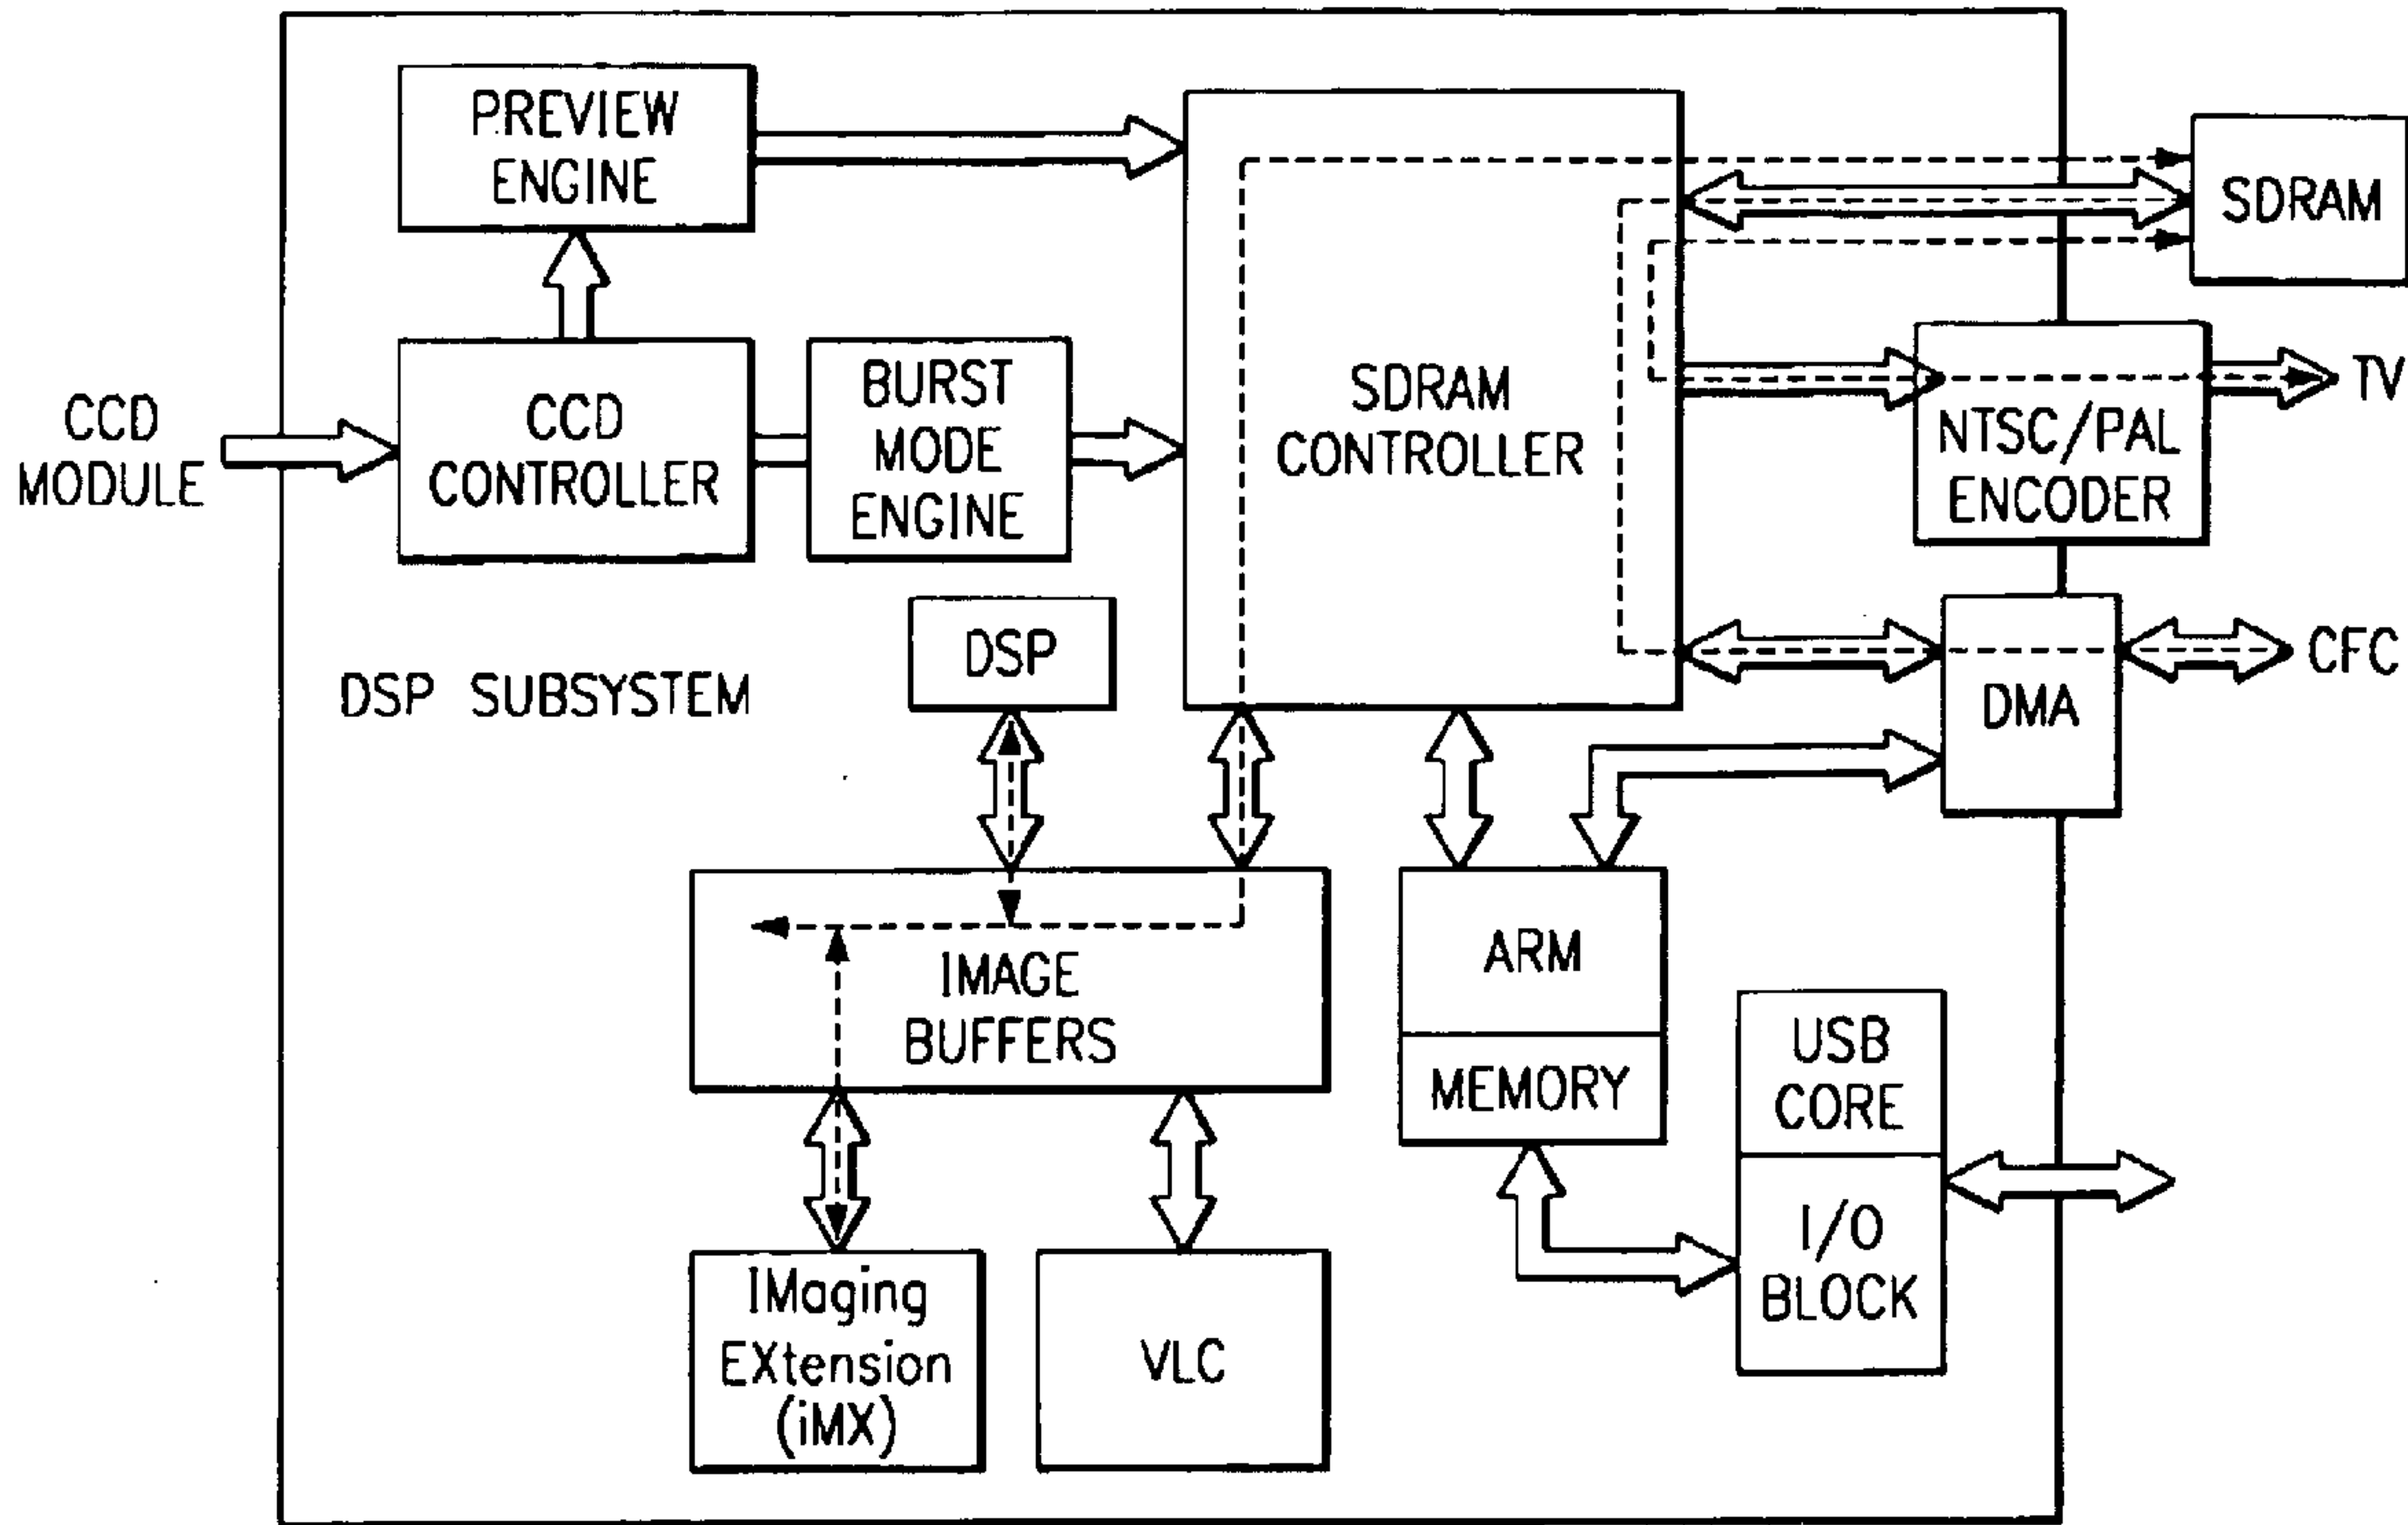 PREVIEW
ENGINE
SDRAM
CCD
MODULE
CCD
CONTROLLER
BURST
MODE
ENGINE
SDRAM
CONTROLLER
NTSC/PAL
ENCODER
TV
DSP SUBSYSTEM
DSP
DMA
CFC
IMAGE
BUFFERS
ARM
MEMORY
USB
CORE
I/O
BLOCK
IMaging
EXtension
(iMX)
VLC